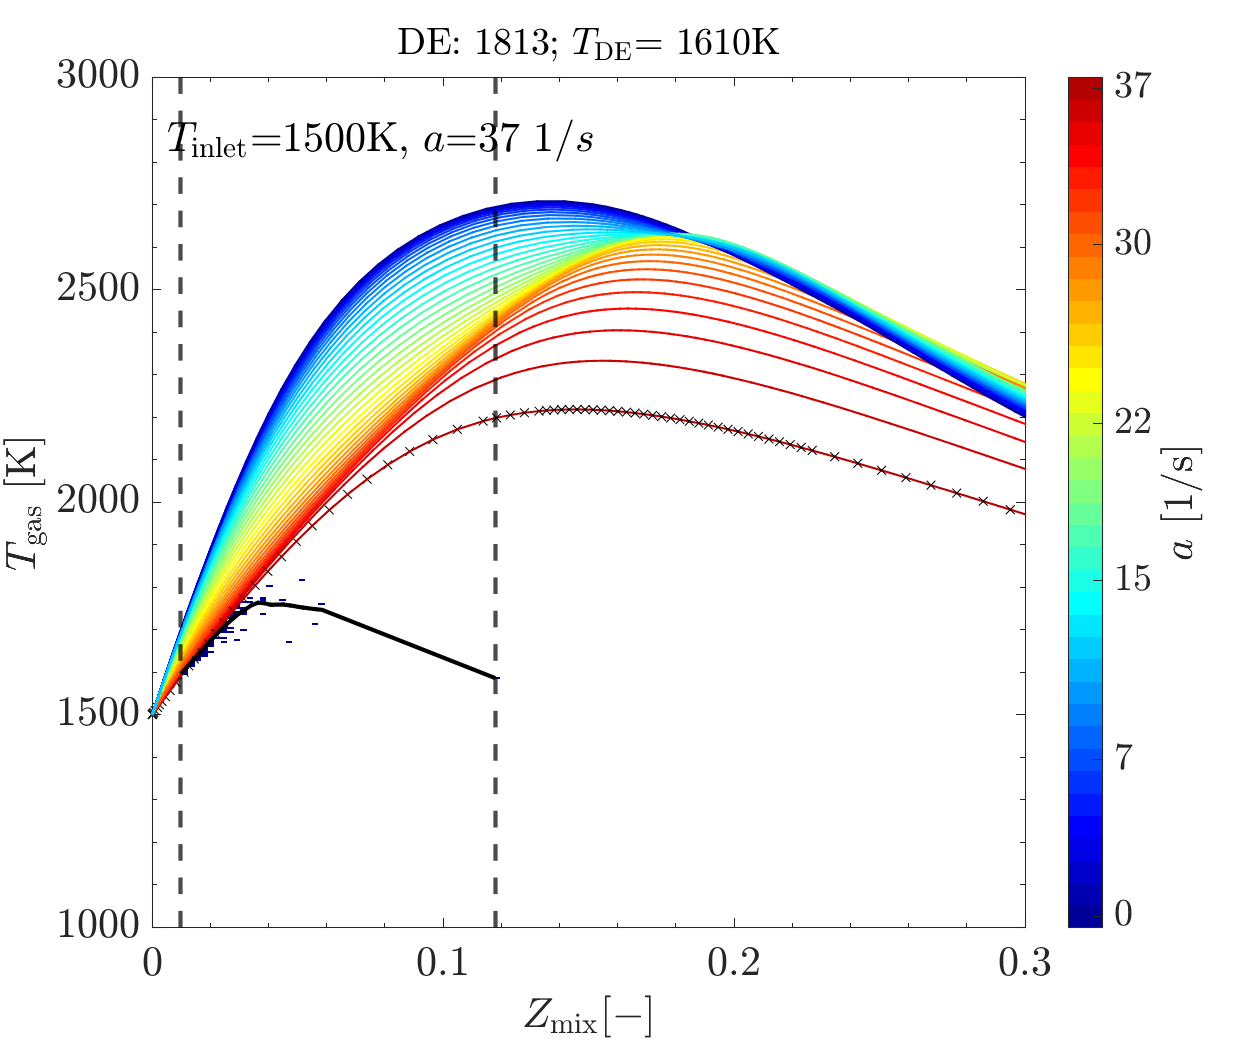 DE: 1813; T_DE= 1610K
3000
2500
2000
1500
1000
T_inlet=1500K, a=37 1/s
T_gas [K]
0 0.1 0.2 0.3
Z_mix[−]
37
30
22
15
7
0
a [1/s]